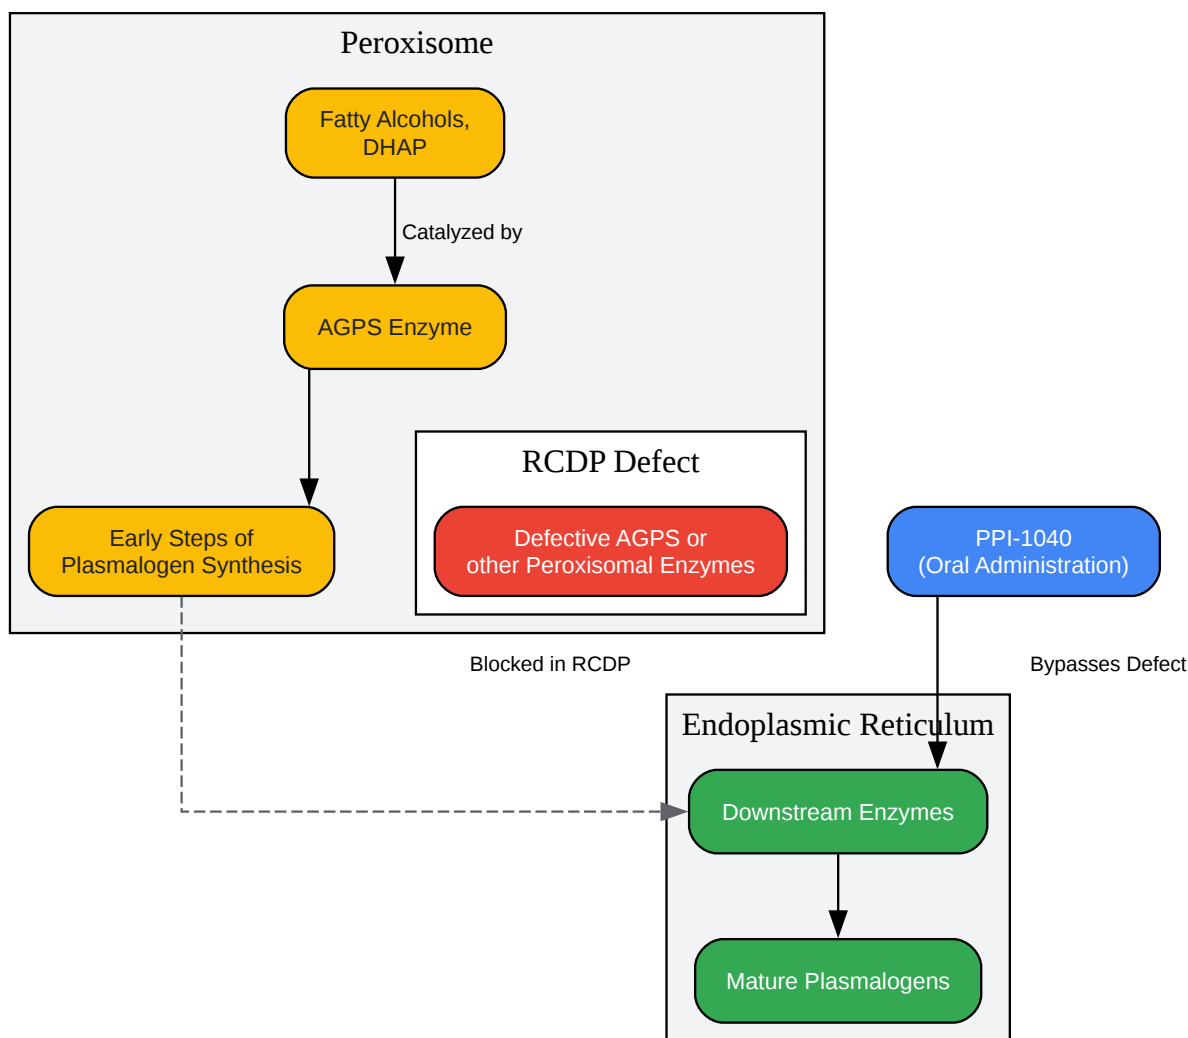 Peroxisome
Fatty Alcohols,
DHAP
Catalyzed by
AGPS Enzyme
RCDP Defect
Early Steps of
Plasmalogen Synthesis
Defective AGPS or
other Peroxisomal Enzymes
PPI-1040
(Oral Administration)
Blocked in RCDP
Bypasses Defect
Endoplasmic Reticulum
Downstream Enzymes
Mature Plasmalogens